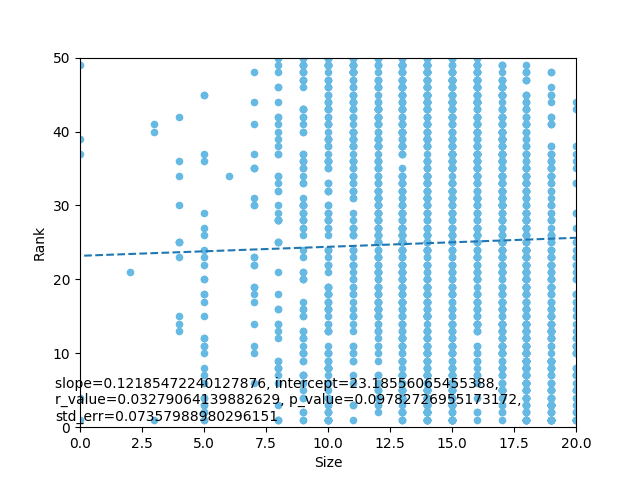 50
40
30
20
10
0
Rank
slope=0.12185472240127876, intercept=23.18556065455388,
r_value=0.03279064139882629, p_value=0.09782726955173172,
std_err=0.07357988980296151
0.0 2.5 5.0 7.5 10.0 12.5 15.0 17.5 20.0
Size